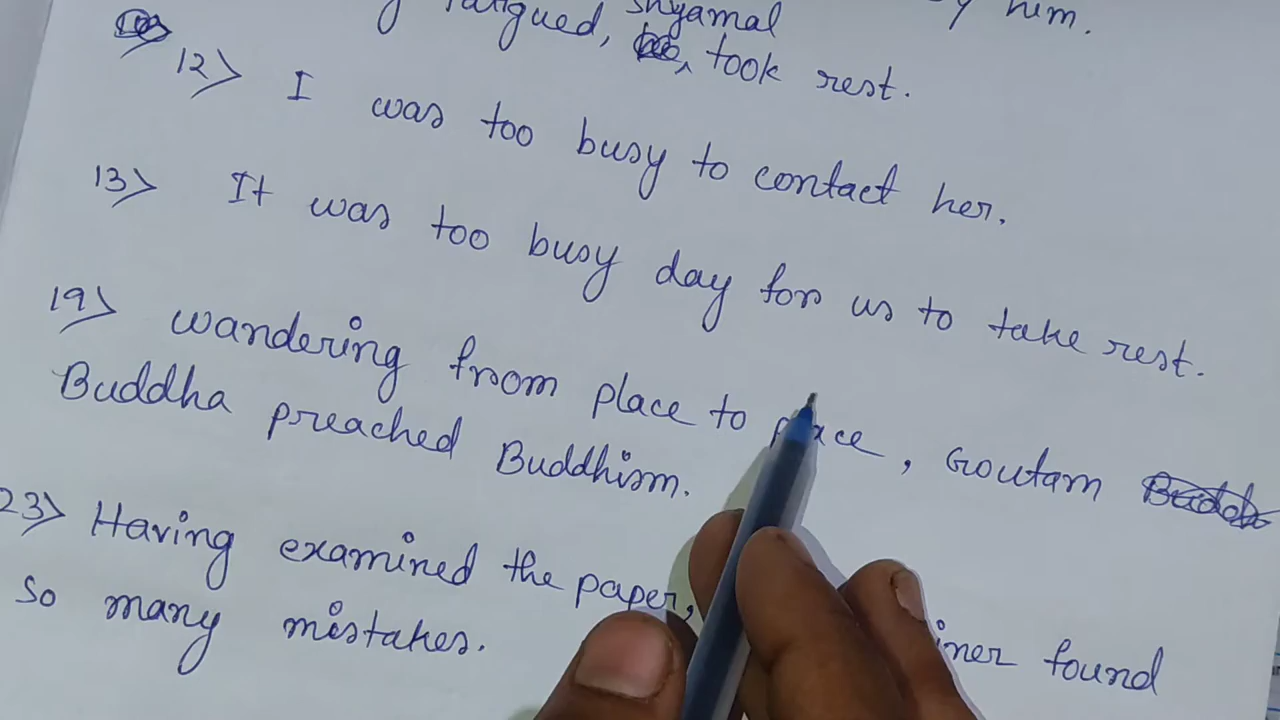 fatigued, Shyamal
him.
, took rest.
12> I was too busy to contact her.
13> It was too busy day for us to take rest.
19> wandering from place to place, Goutam
Buddha preached Buddhism.
23> Having examined the paper, found
so many mistakes.